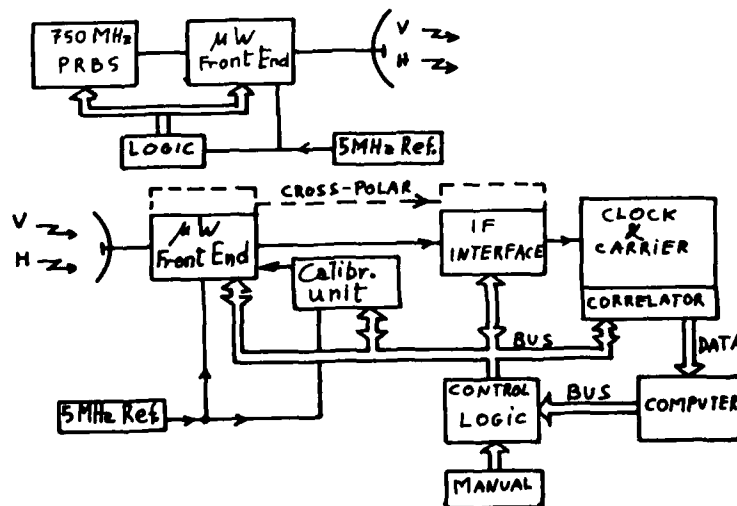 750 MHz
PRBS
μW
Front End
V
H
LOGIC
5MHz Ref.
CROSS-POLAR
V
H
μW
Front End
Calibr.
unit
IF
INTERFACE
CLOCK
&
CARRIER
CORRELATOR
BUS
DATA
5MHz Ref.
CONTROL
LOGIC
BUS
COMPUTER
MANUAL